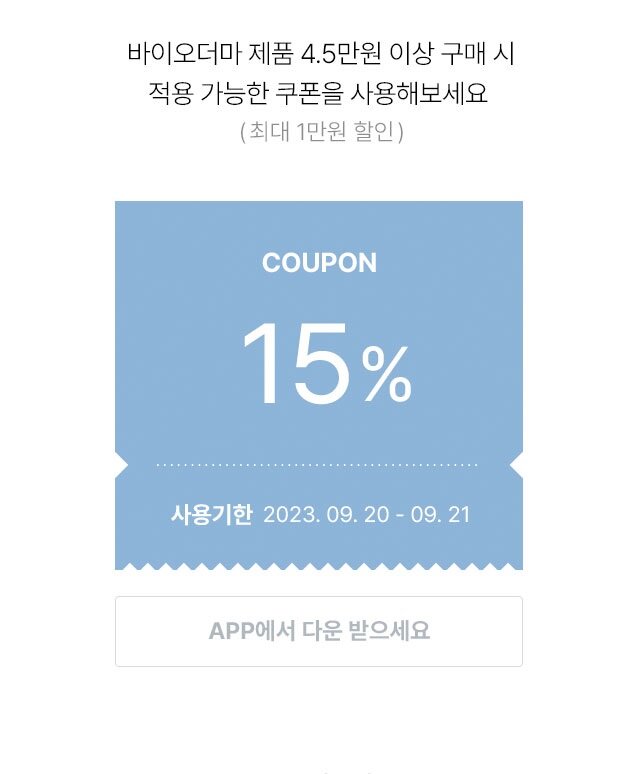 바이오더마 제품 4.5만원 이상 구매 시
적용 가능한 쿠폰을 사용해보세요
(최대 1만원 할인)
COUPON
15%
사용기한 2023. 09. 20 - 09. 21
APP에서 다운 받으세요